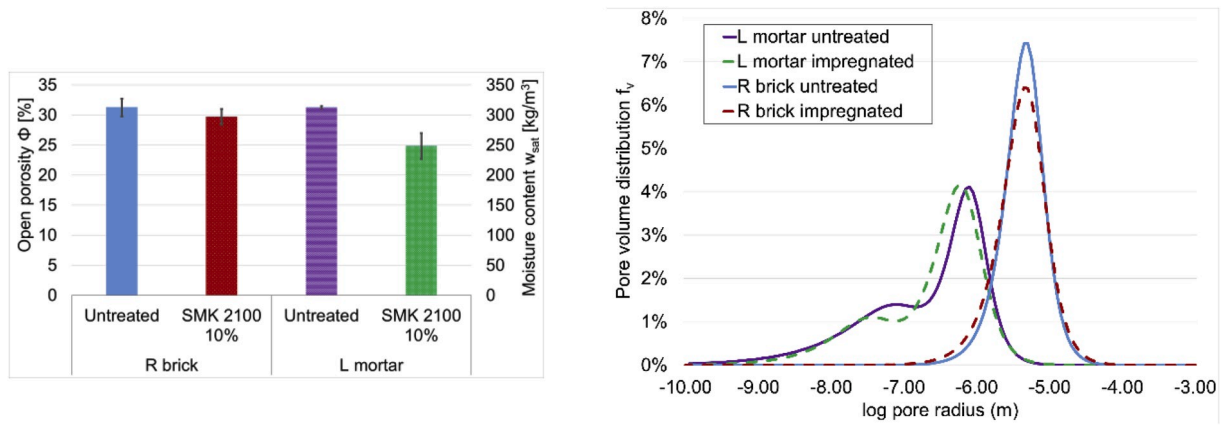 Open porosity Φ [%]
35
30
25
20
15
10
5
0
Moisture content w_sat [kg/m³]
350
300
250
200
150
100
50
0
Untreated
SMK 2100
10%
Untreated
SMK 2100
10%
R brick
L mortar
Pore volume distribution f_v
8%
7%
6%
5%
4%
3%
2%
1%
0%
L mortar untreated
L mortar impregnated
R brick untreated
R brick impregnated
-10.00 -9.00 -8.00 -7.00 -6.00 -5.00 -4.00 -3.00
log pore radius (m)